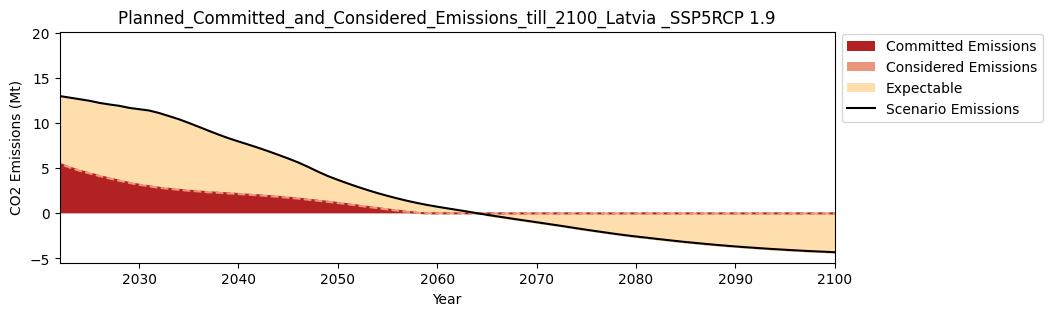 Planned_Committed_and_Considered_Emissions_till_2100_Latvia _SSP5RCP 1.9
20
15
10
5
0
−5
CO2 Emissions (Mt)
2030 2040 2050 2060 2070 2080 2090 2100
Year
Committed Emissions
Considered Emissions
Expectable
Scenario Emissions